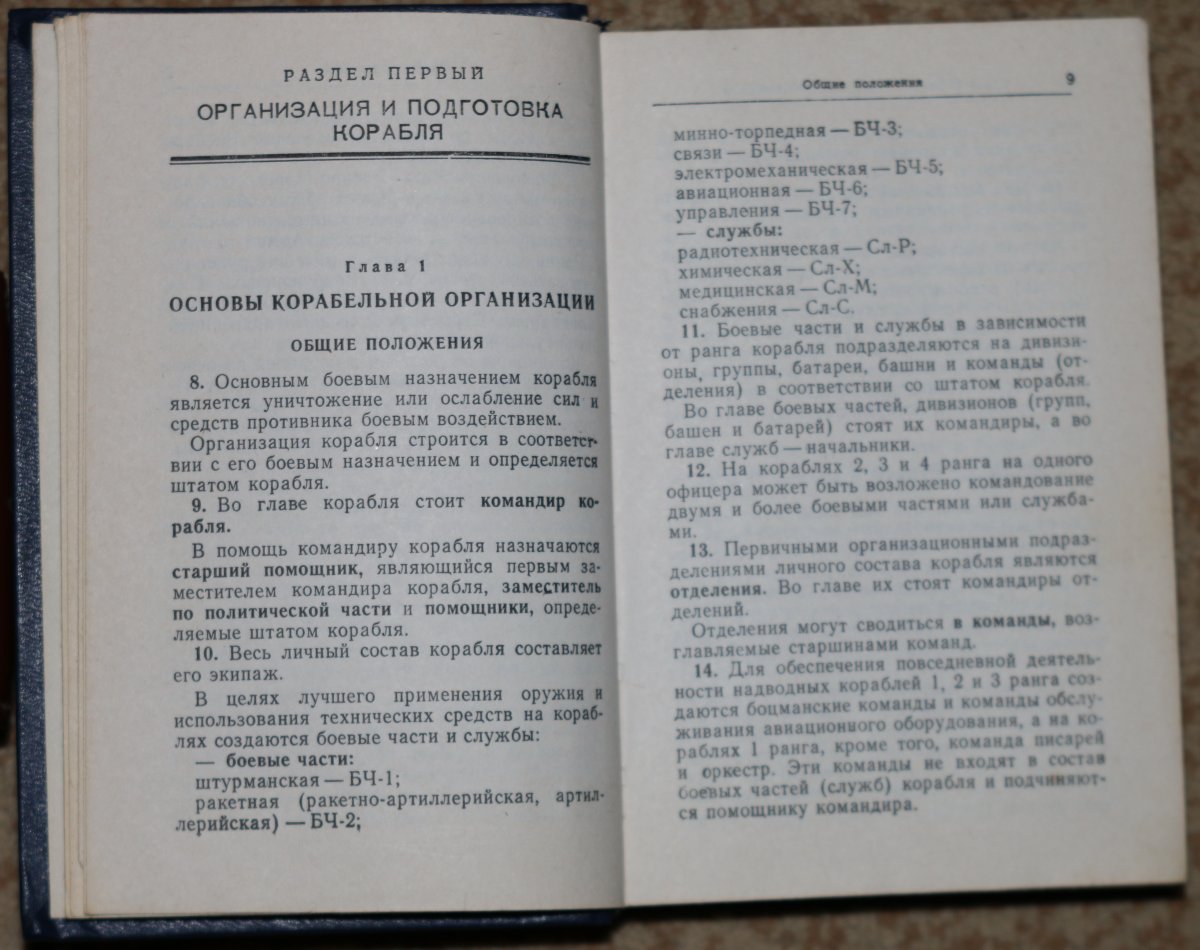 РАЗДЕЛ ПЕРВЫЙ
ОРГАНИЗАЦИЯ И ПОДГОТОВКА
КОРАБЛЯ
Глава 1
ОСНОВЫ КОРАБЕЛЬНОЙ ОРГАНИЗАЦИИ
ОБЩИЕ ПОЛОЖЕНИЯ
8. Основным боевым назначением корабля
является уничтожение или ослабление сил и
средств противника боевым воздействием.
Организация корабля строится в соответст-
вии с его боевым назначением и определяется
штатом корабля.
9. Во главе корабля стоит командир ко-
рабля.
В помощь командиру корабля назначаются
старший помощник, являющийся первым за-
местителем командира корабля, заместитель
по политической части и помощники, опреде-
ляемые штатом корабля.
10. Весь личный состав корабля составляет
его экипаж.
В целях лучшего применения оружия и
использования технических средств на кораб-
лях создаются боевые части и службы:
— боевые части:
штурманская — БЧ-1;
ракетная (ракетно-артиллерийская, артил-
лерийская) — БЧ-2;
Общие положения 9
минно-торпедная — БЧ-3;
связи — БЧ-4;
электромеханическая — БЧ-5;
авиационная — БЧ-6;
управления — БЧ-7;
— службы:
радиотехническая — Сл-Р;
химическая — Сл-Х;
медицинская — Сл-М;
снабжения — Сл-С.
11. Боевые части и службы в зависимости
от ранга корабля подразделяются на дивизи-
оны, группы, батареи, башни и команды (от-
деления) в соответствии со штатом корабля.
Во главе боевых частей, дивизионов (групп,
башен и батарей) стоят их командиры, а во
главе служб — начальники.
12. На кораблях 2, 3 и 4 ранга на одного
офицера может быть возложено командование
двумя и более боевыми частями или служба-
ми.
13. Первичными организационными подраз-
делениями личного состава корабля являются
отделения. Во главе их стоят командиры от-
делений.
Отделения могут сводиться в команды, воз-
главляемые старшинами команд.
14. Для обеспечения повседневной деятель-
ности надводных кораблей 1, 2 и 3 ранга соз-
даются боцманские команды и команды обслу-
живания авиационного оборудования, а на ко-
раблях 1 ранга, кроме того, команда писарей
и оркестр. Эти команды не входят в состав
боевых частей (служб) корабля и подчиняют-
ся помощнику командира.